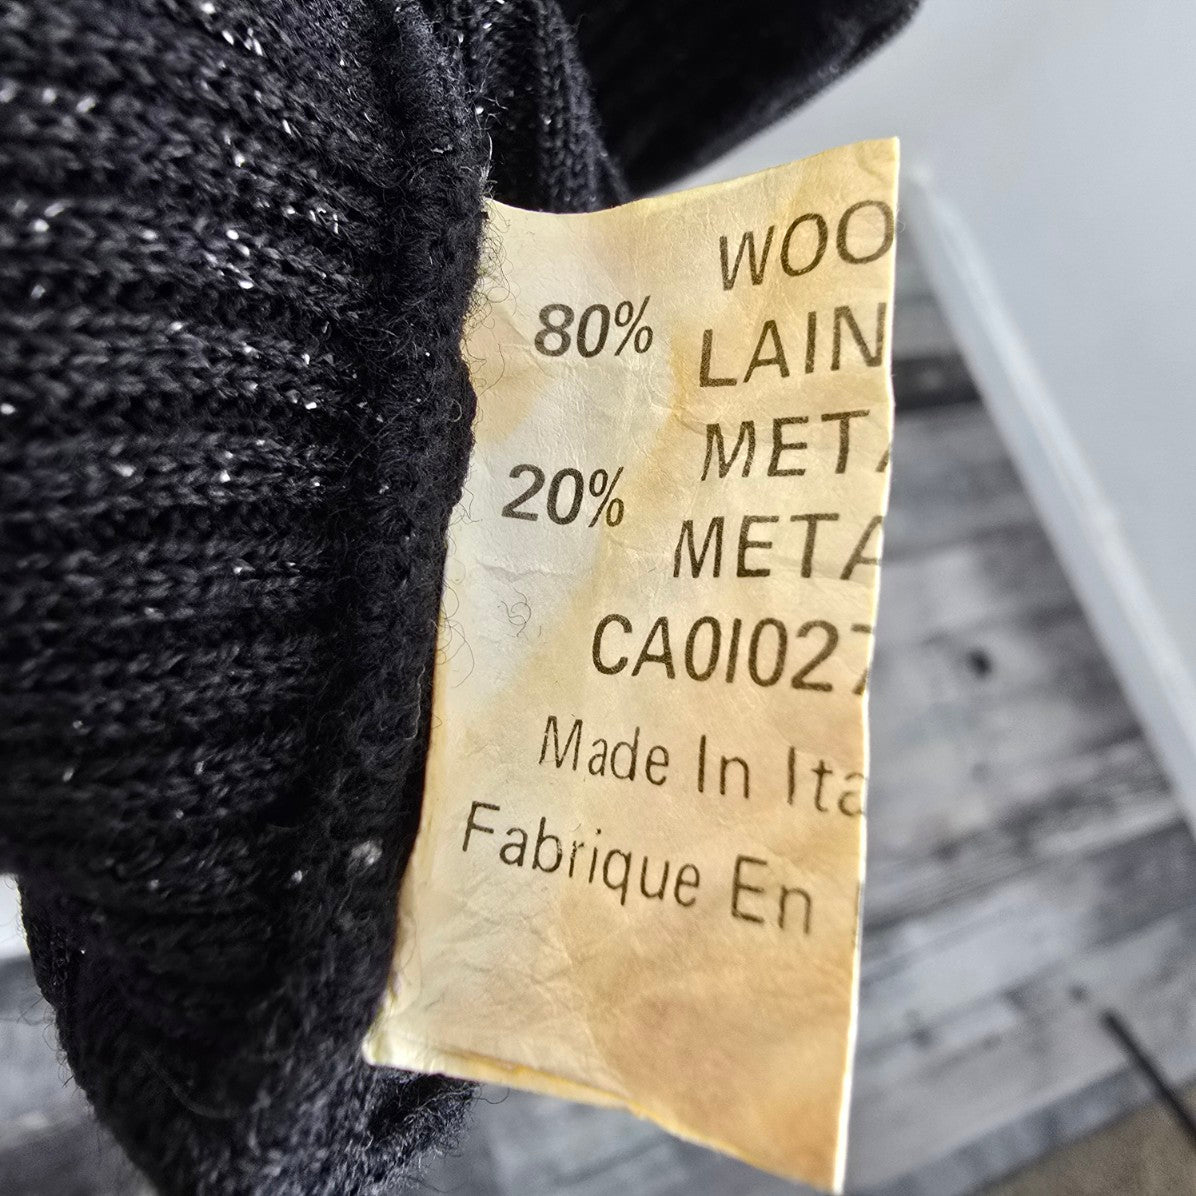 WOO
80%
LAIN
META
20%
META
CA0I027
Made In Ita
Fabrique En